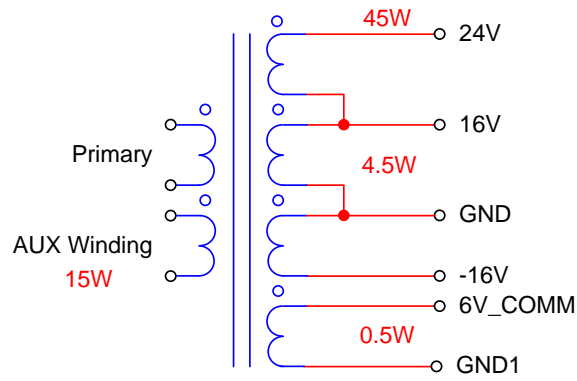 45W
24V
16V
Primary
4.5W
GND
AUX Winding
15W
-16V
6V_COMM
0.5W
GND1